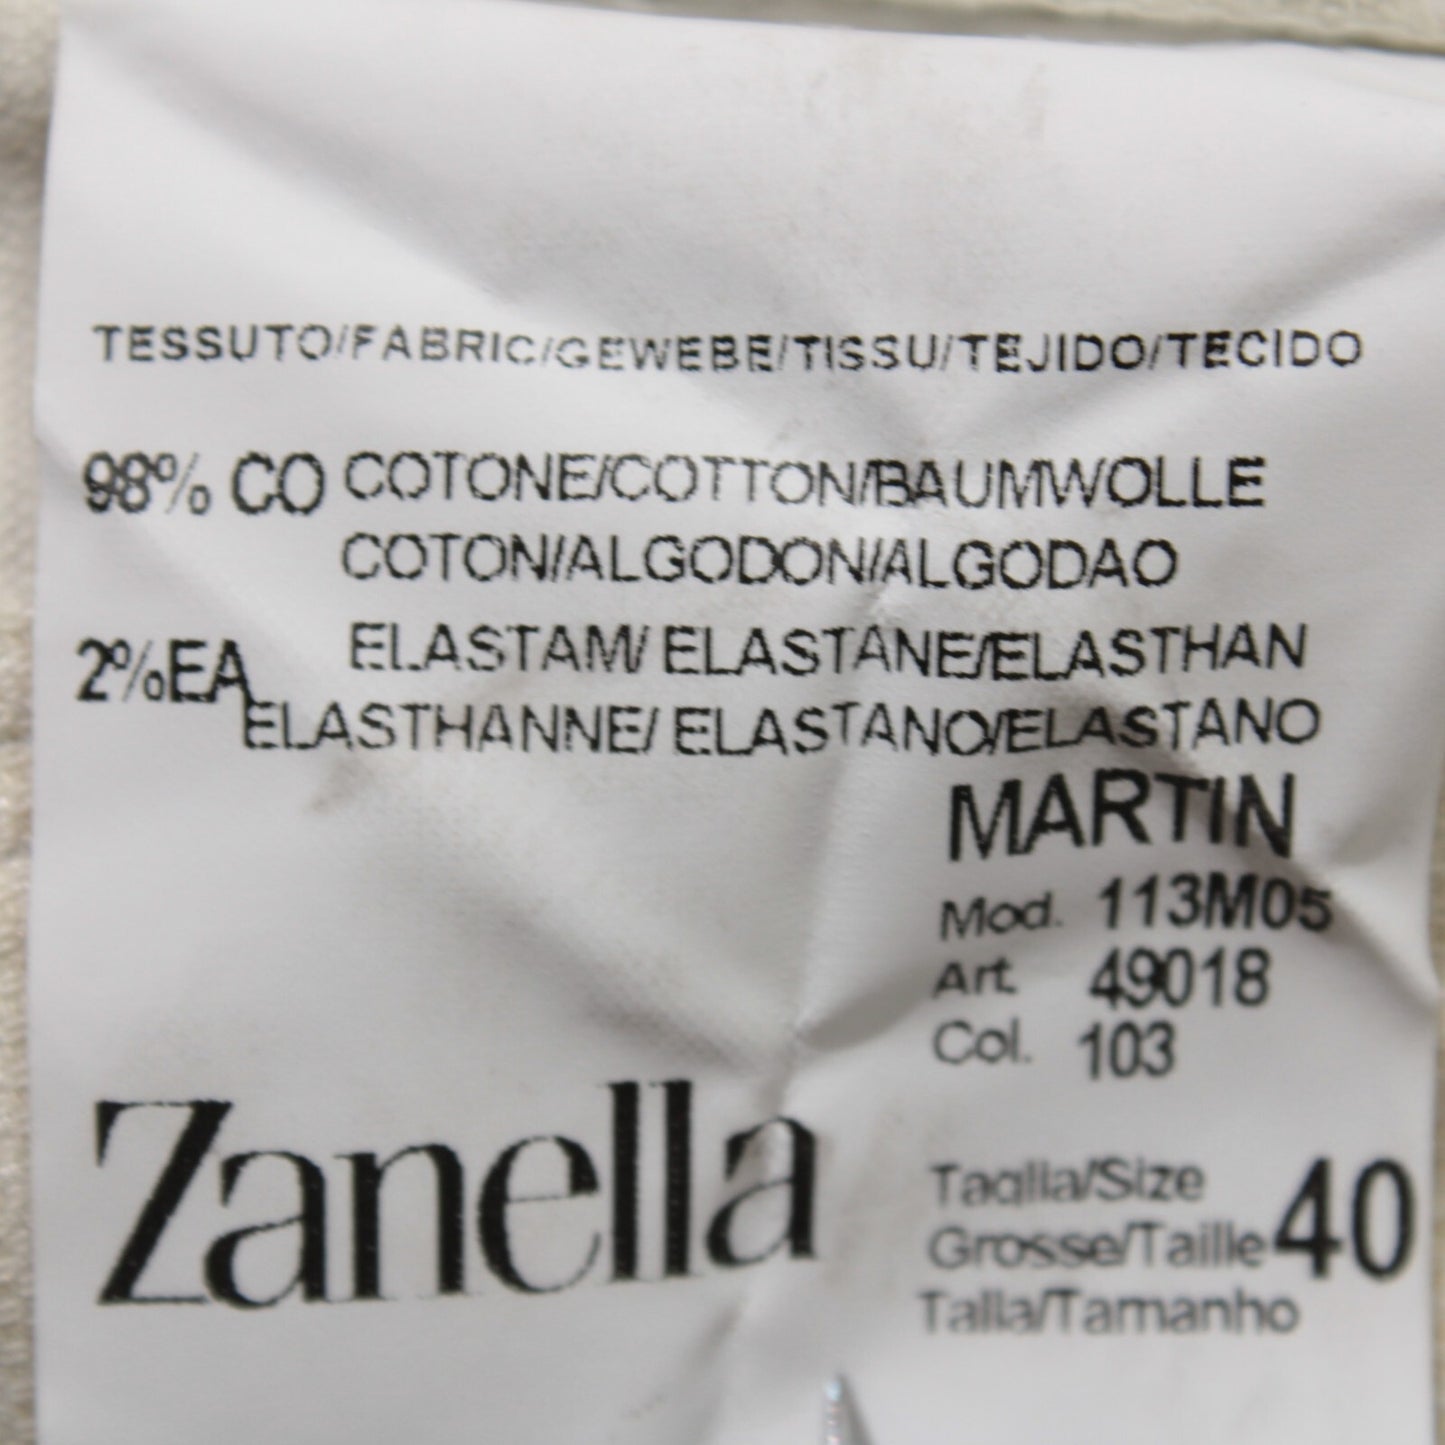 TESSUTO/FABRIC/GEWEBE/TISSU/TEJIDO/TECIDO
98% CO COTONE/COTTON/BAUMWOLLE
COTON/ALGODON/ALGODAO
2%EA ELASTAM/ ELASTANE/ELASTHAN
ELASTHANNE/ ELASTANO/ELASTANO
MARTIN
Mod. 113M05
Art. 49018
Col. 103
Zanella
Taglia/Size
Grosse/Taille 40
Talla/Tamanho